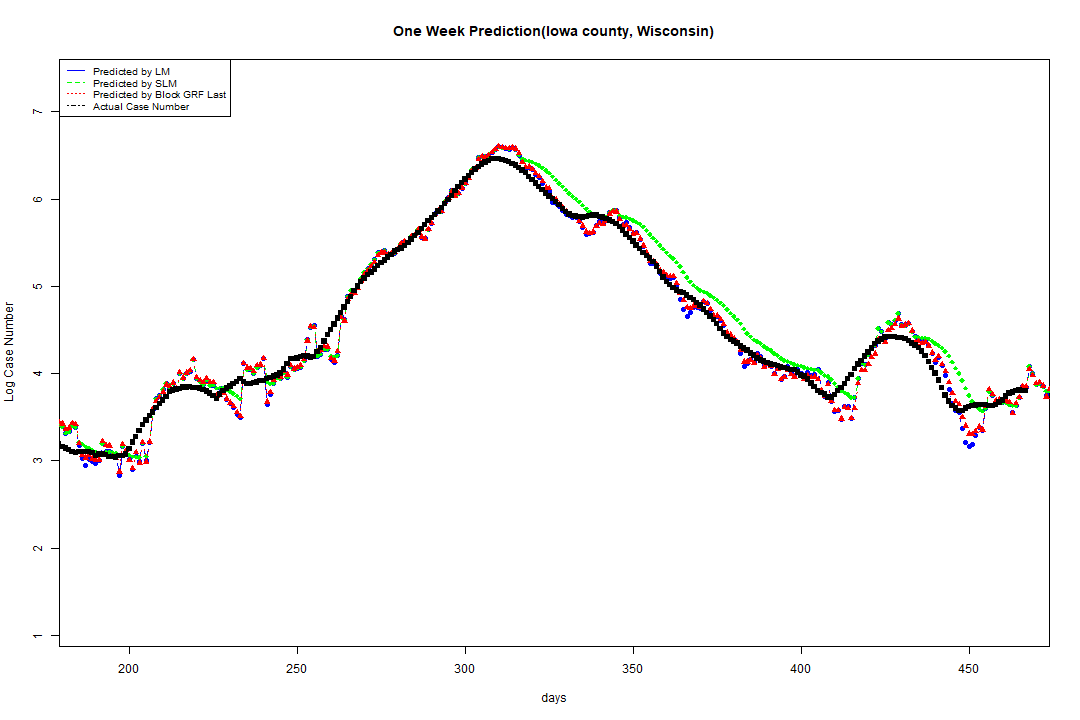 One Week Prediction(Iowa county, Wisconsin)
Predicted by LM
Predicted by SLM
Predicted by Block GRF Last
Actual Case Number
7
6
5
4
3
2
1
Log Case Number
200 250 300 350 400 450
days